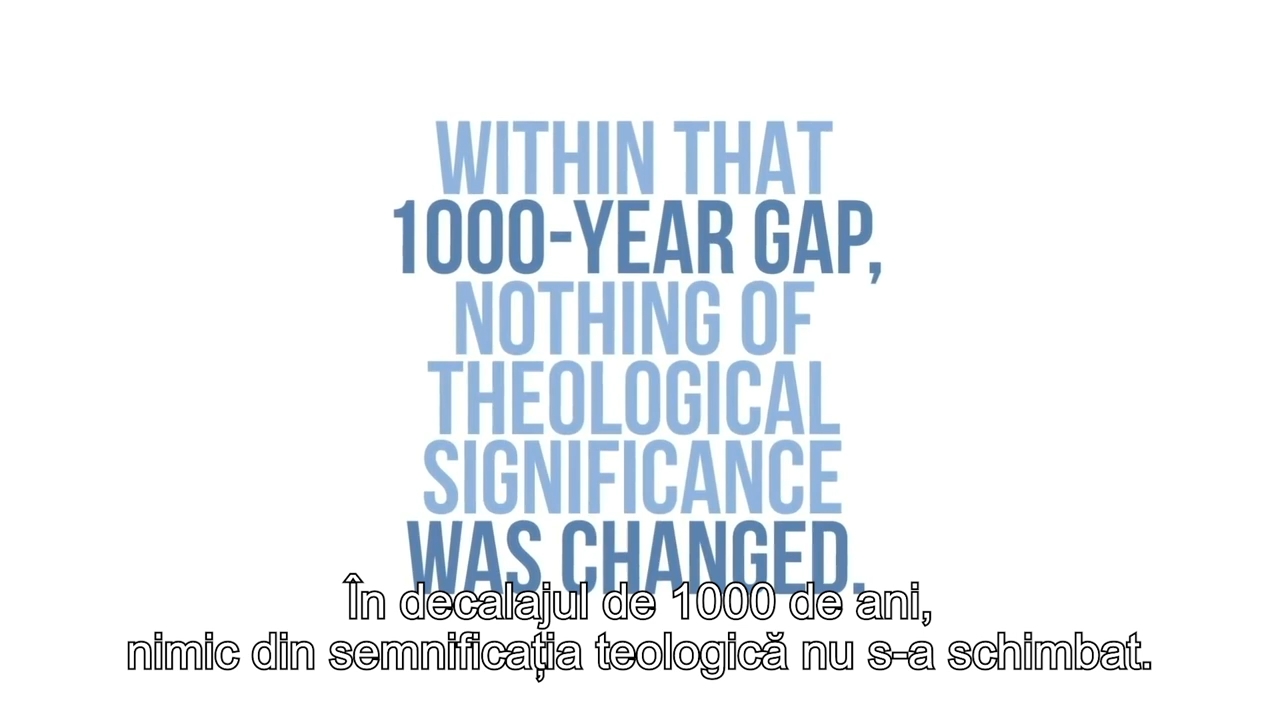 WITHIN THAT
1000-YEAR GAP,
NOTHING OF
THEOLOGICAL
SIGNIFICANCE
WAS CHANGED.
În decalajul de 1000 de ani,
nimic din semnificația teologică nu s-a schimbat.